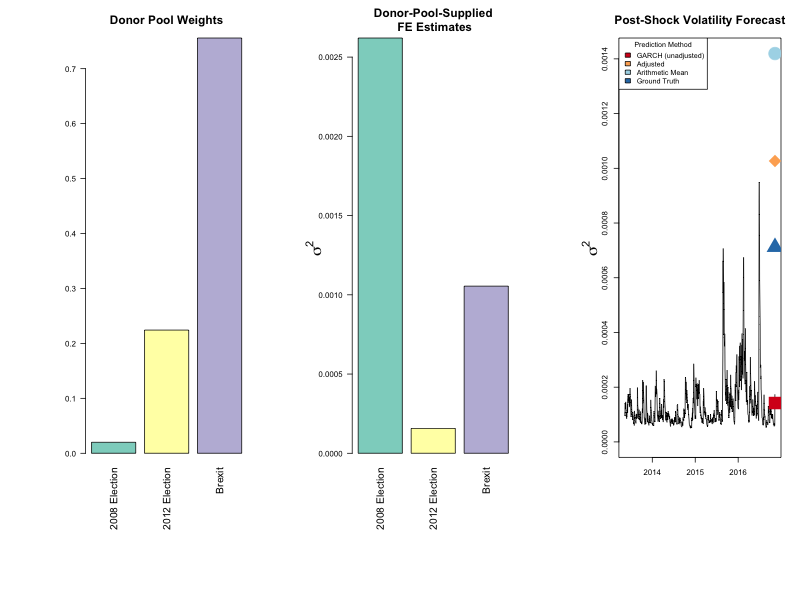 Donor Pool Weights
0.7
0.6
0.5
0.4
0.3
0.2
0.1
0.0
2008 Election
2012 Election
Brexit
Donor-Pool-Supplied
FE Estimates
σ²
0.0025
0.0020
0.0015
0.0010
0.0005
0.0000
2008 Election
2012 Election
Brexit
Post-Shock Volatility Forecast
σ²
0.0014
0.0012
0.0010
0.0008
0.0006
0.0004
0.0002
0.0000
Prediction Method
GARCH (unadjusted)
Adjusted
Arithmetic Mean
Ground Truth
2014 2015 2016